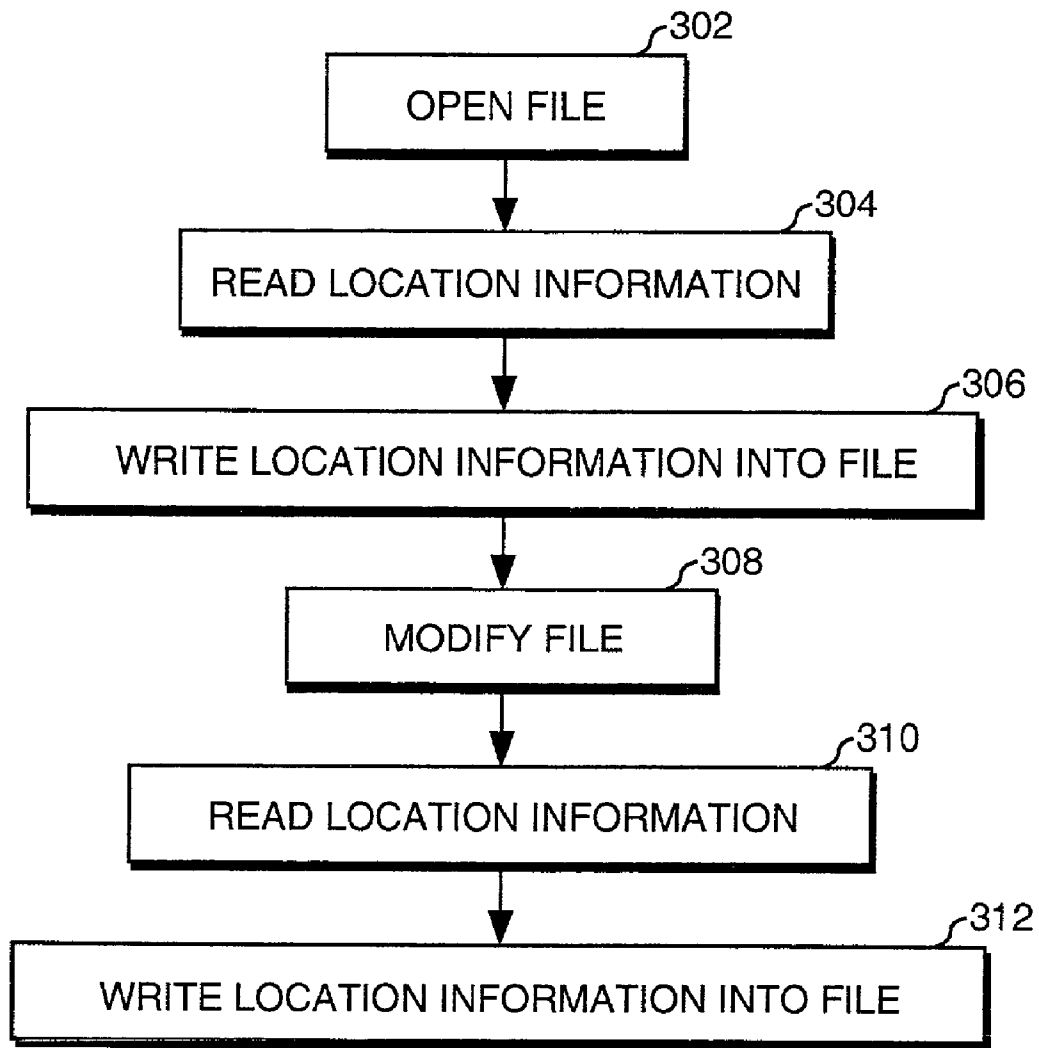 302
OPEN FILE
304
READ LOCATION INFORMATION
306
WRITE LOCATION INFORMATION INTO FILE
308
MODIFY FILE
310
READ LOCATION INFORMATION
312
WRITE LOCATION INFORMATION INTO FILE